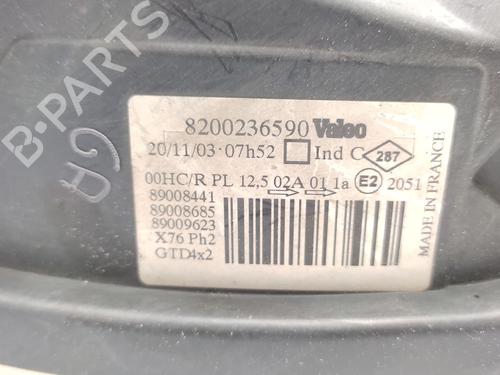 8200236590 Valeo
20/11/03 07h52 Ind C 287
00HC/R PL 12,5 02A 01 1a E2 2051
89008441
89008685
89009623
X76 Ph2
GTD4x2
MADE IN FRANCE
B-PARTS